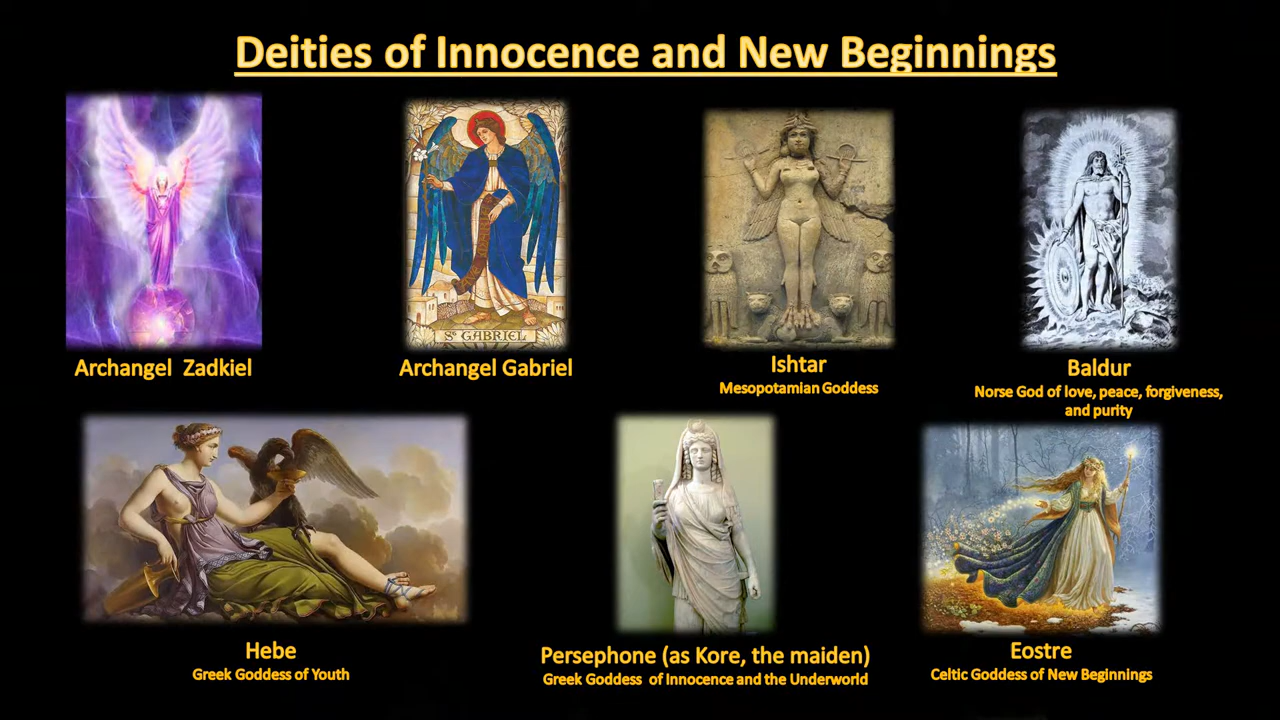 Deities of Innocence and New Beginnings
Sᵗ GABRIEL
Archangel Zadkiel
Archangel Gabriel
Ishtar
Mesopotamian Goddess
Baldur
Norse God of love, peace, forgiveness,
and purity
Hebe
Greek Goddess of Youth
Persephone (as Kore, the maiden)
Greek Goddess of Innocence and the Underworld
Eostre
Celtic Goddess of New Beginnings